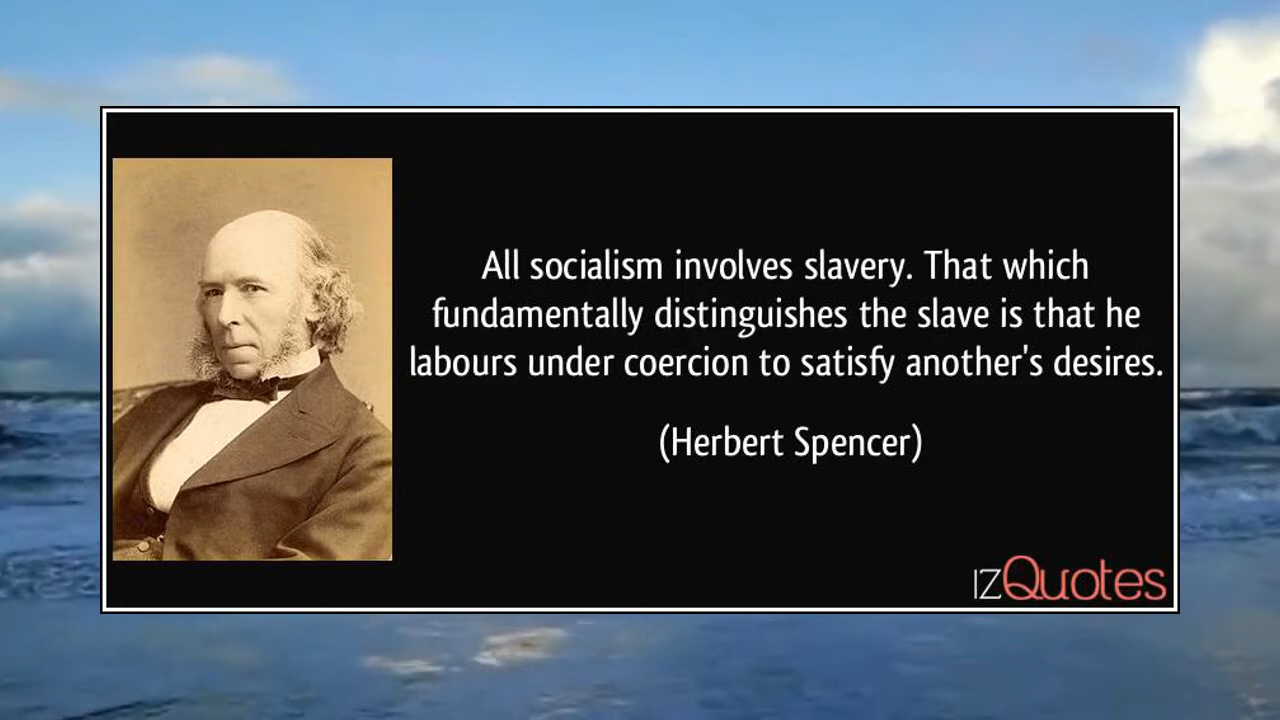 All socialism involves slavery. That which
fundamentally distinguishes the slave is that he
labours under coercion to satisfy another's desires.
(Herbert Spencer)
IZQuotes